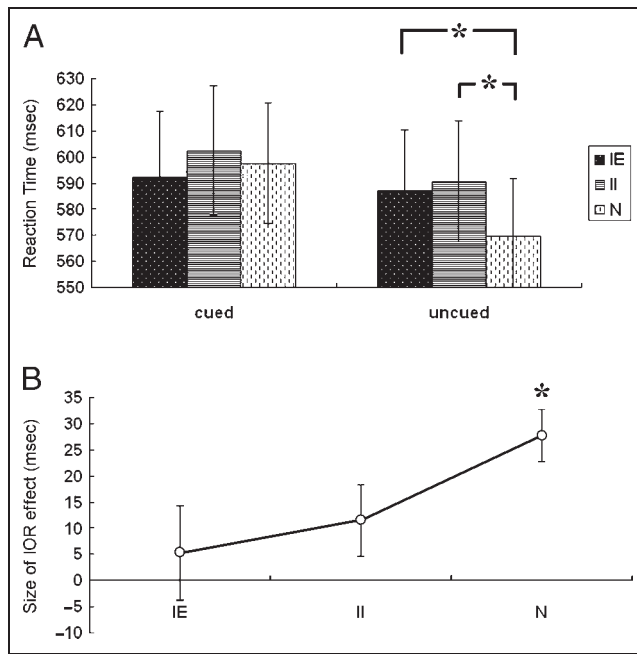 A
*
*
Reaction Time (msec)
630
620
610
600
590
580
570
560
550
cued
uncued
IE
II
N
B
*
Size of IOR effect (msec)
35
30
25
20
15
10
5
0
−5
−10
IE
II
N